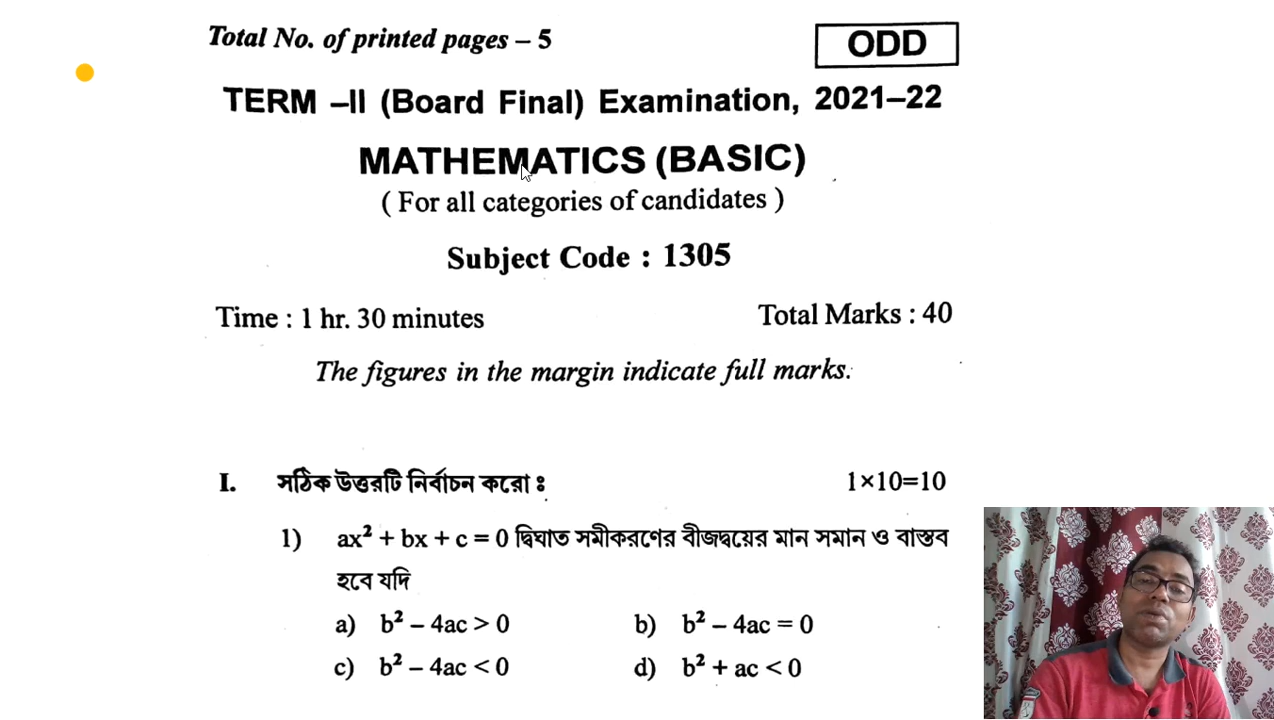 Total No. of printed pages – 5
ODD
TERM –II (Board Final) Examination, 2021–22
MATHEMATICS (BASIC)
( For all categories of candidates )
Subject Code : 1305
Time : 1 hr. 30 minutes Total Marks : 40
The figures in the margin indicate full marks.
I. সঠিক উত্তরটি নির্বাচন করো ঃ 1×10=10
1) ax² + bx + c = 0 দ্বিঘাত সমীকরণের বীজদ্বয়ের মান সমান ও বাস্তব
হবে যদি
a) b² – 4ac > 0 b) b² – 4ac = 0
c) b² – 4ac < 0 d) b² + ac < 0